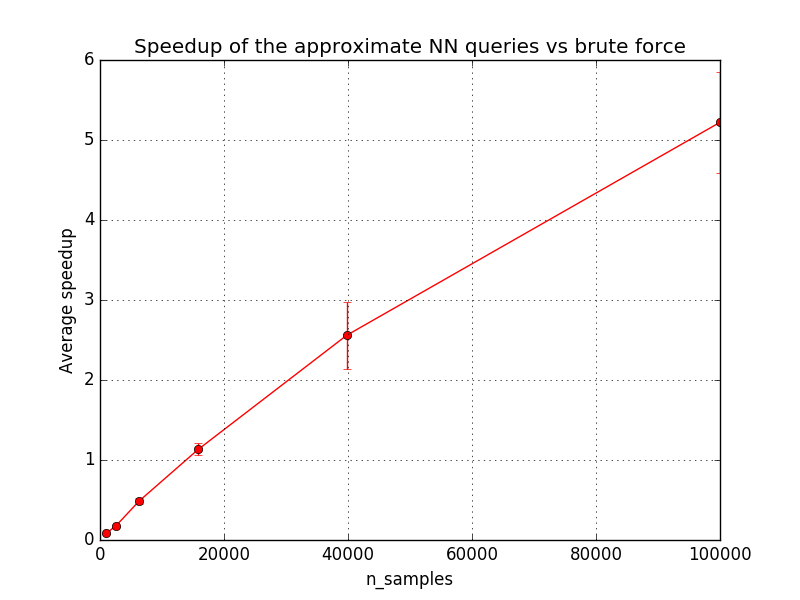 Speedup of the approximate NN queries vs brute force
6
5
4
3
2
1
0
Average speedup
0 20000 40000 60000 80000 100000
n_samples